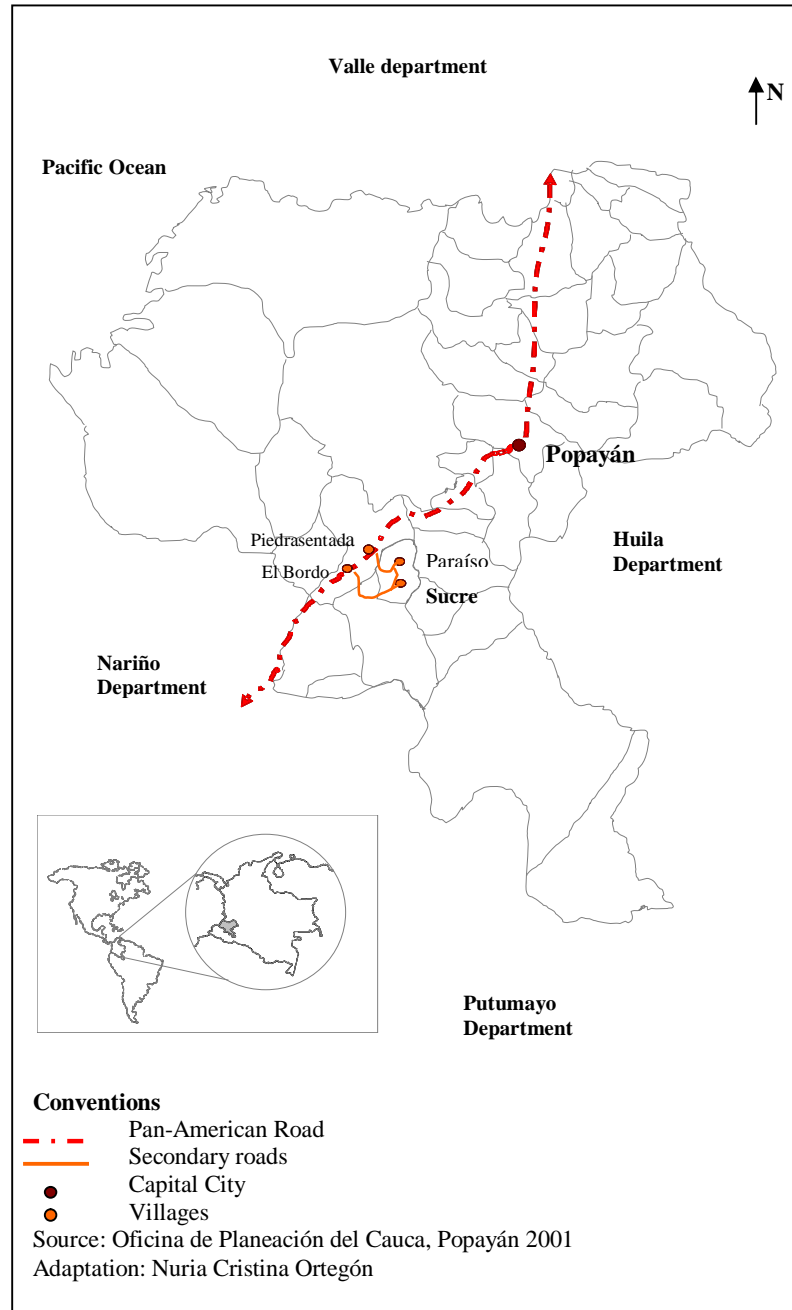 Valle department
N
Pacific Ocean
Popayán
Piedrasentada
Huila
Department
El Bordo
Paraíso
Sucre
Nariño
Department
Putumayo
Department
Conventions
Pan-American Road
Secondary roads
Capital City
Villages
Source: Oficina de Planeación del Cauca, Popayán 2001
Adaptation: Nuria Cristina Ortegón